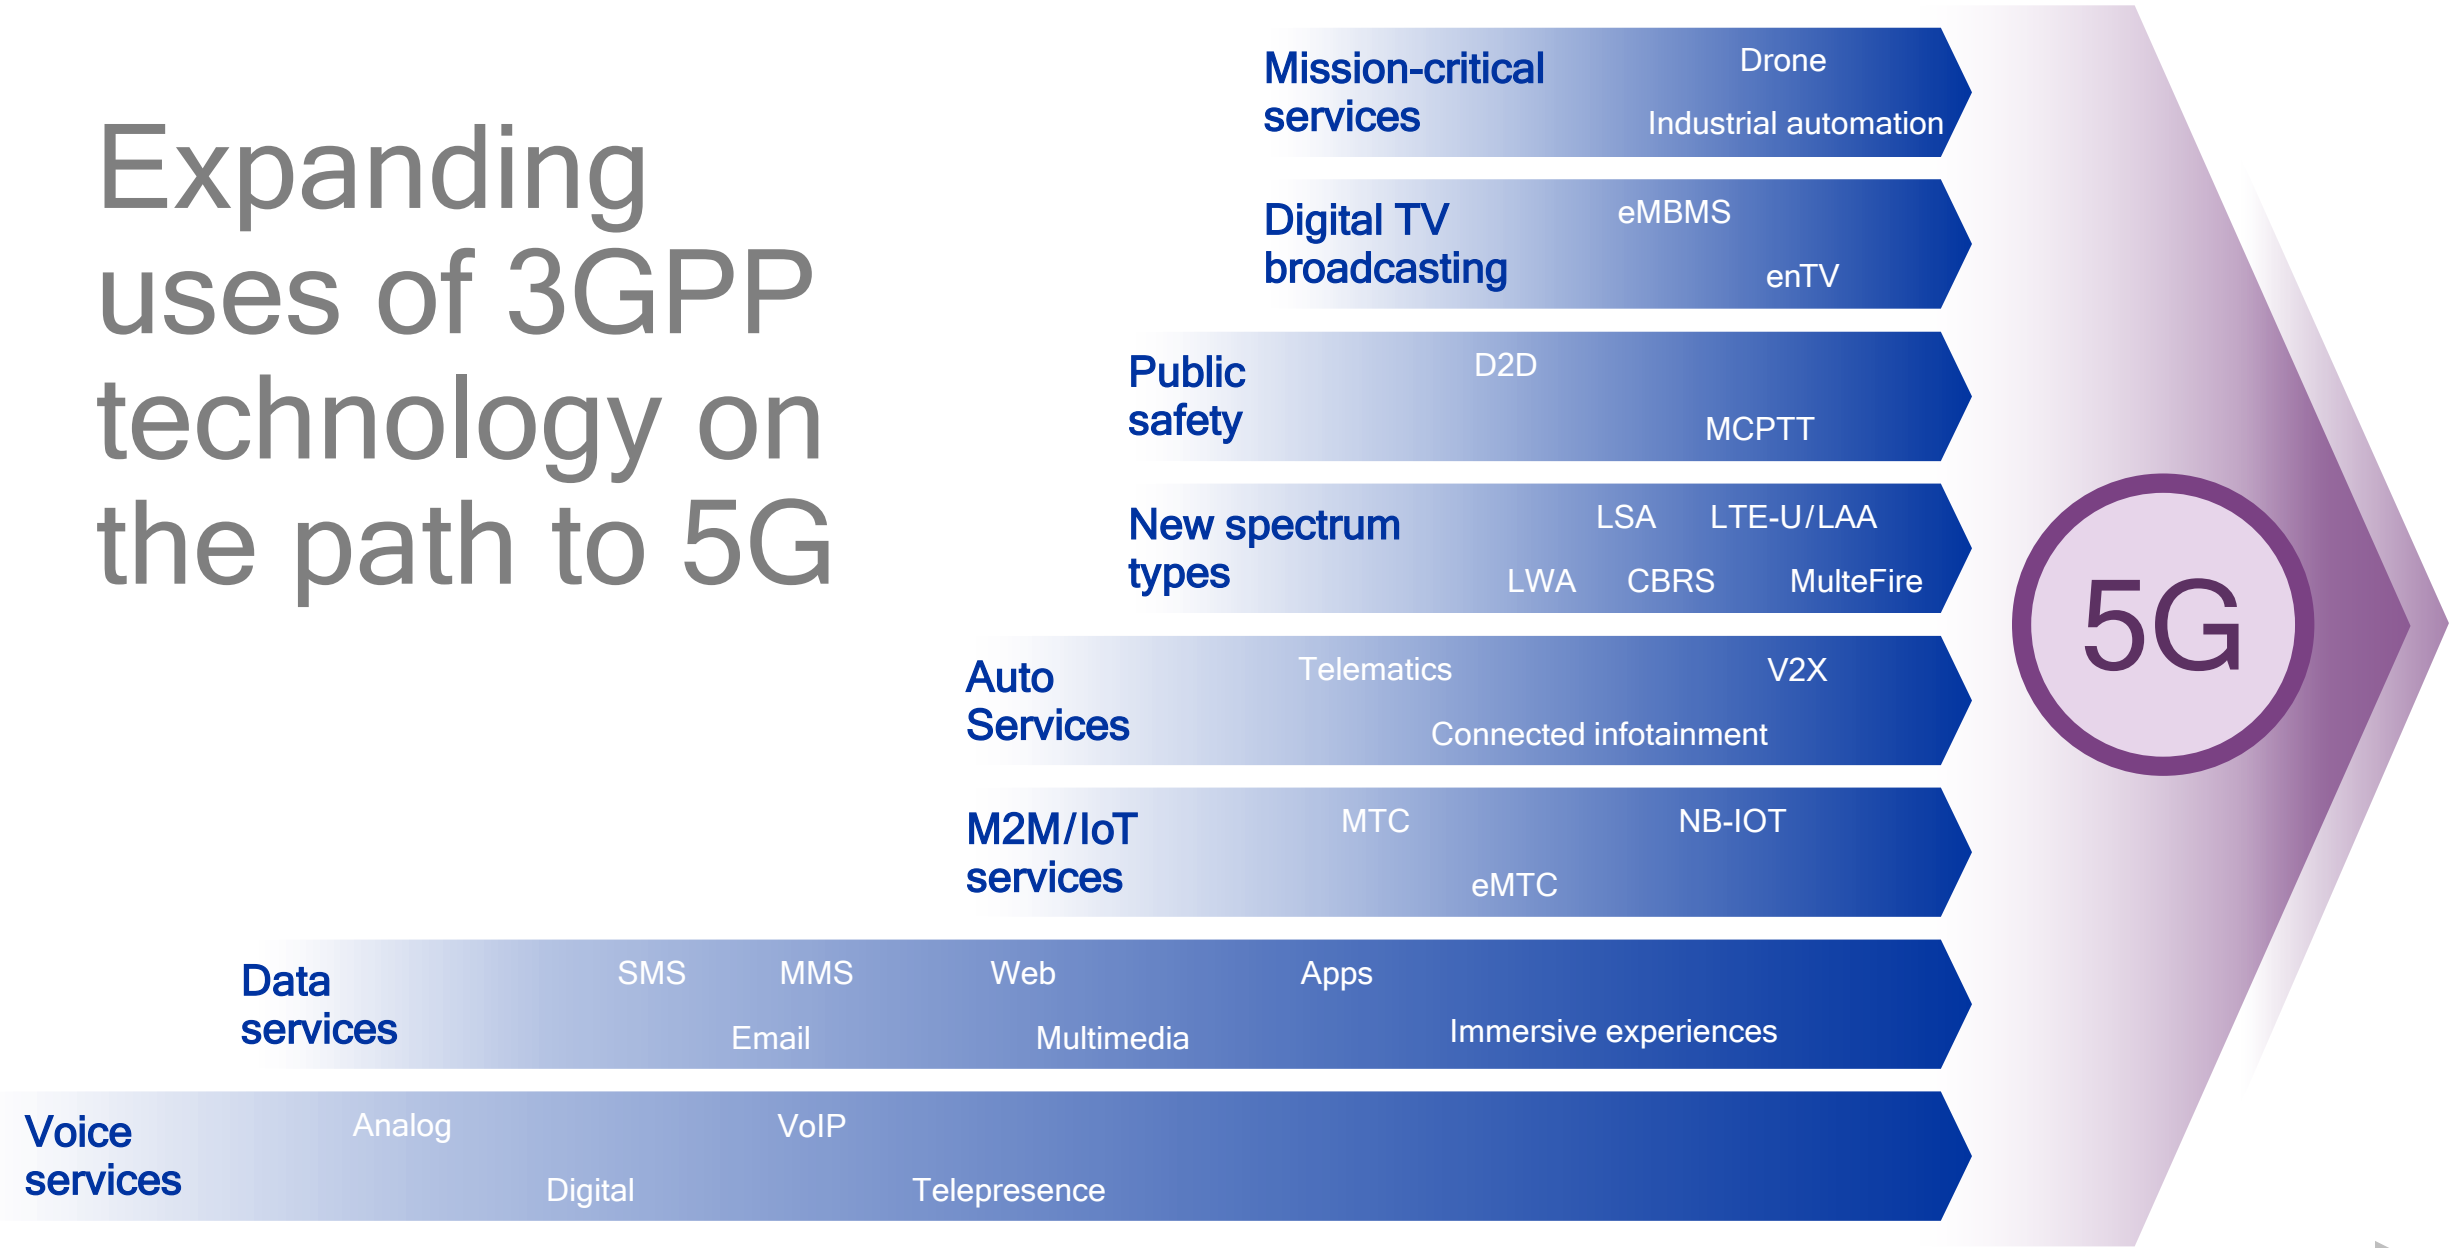 Expanding
uses of 3GPP
technology on
the path to 5G
Mission-critical
services
Drone
Industrial automation
Digital TV
broadcasting
eMBMS
enTV
Public
safety
D2D
MCPTT
New spectrum
types
LSA LTE-U/LAA
LWA CBRS MulteFire
Auto
Services
Telematics V2X
Connected infotainment
M2M/IoT
services
MTC NB-IOT
eMTC
Data
services
SMS MMS Web Apps
Email Multimedia Immersive experiences
Voice
services
Analog VoIP
Digital Telepresence
5G